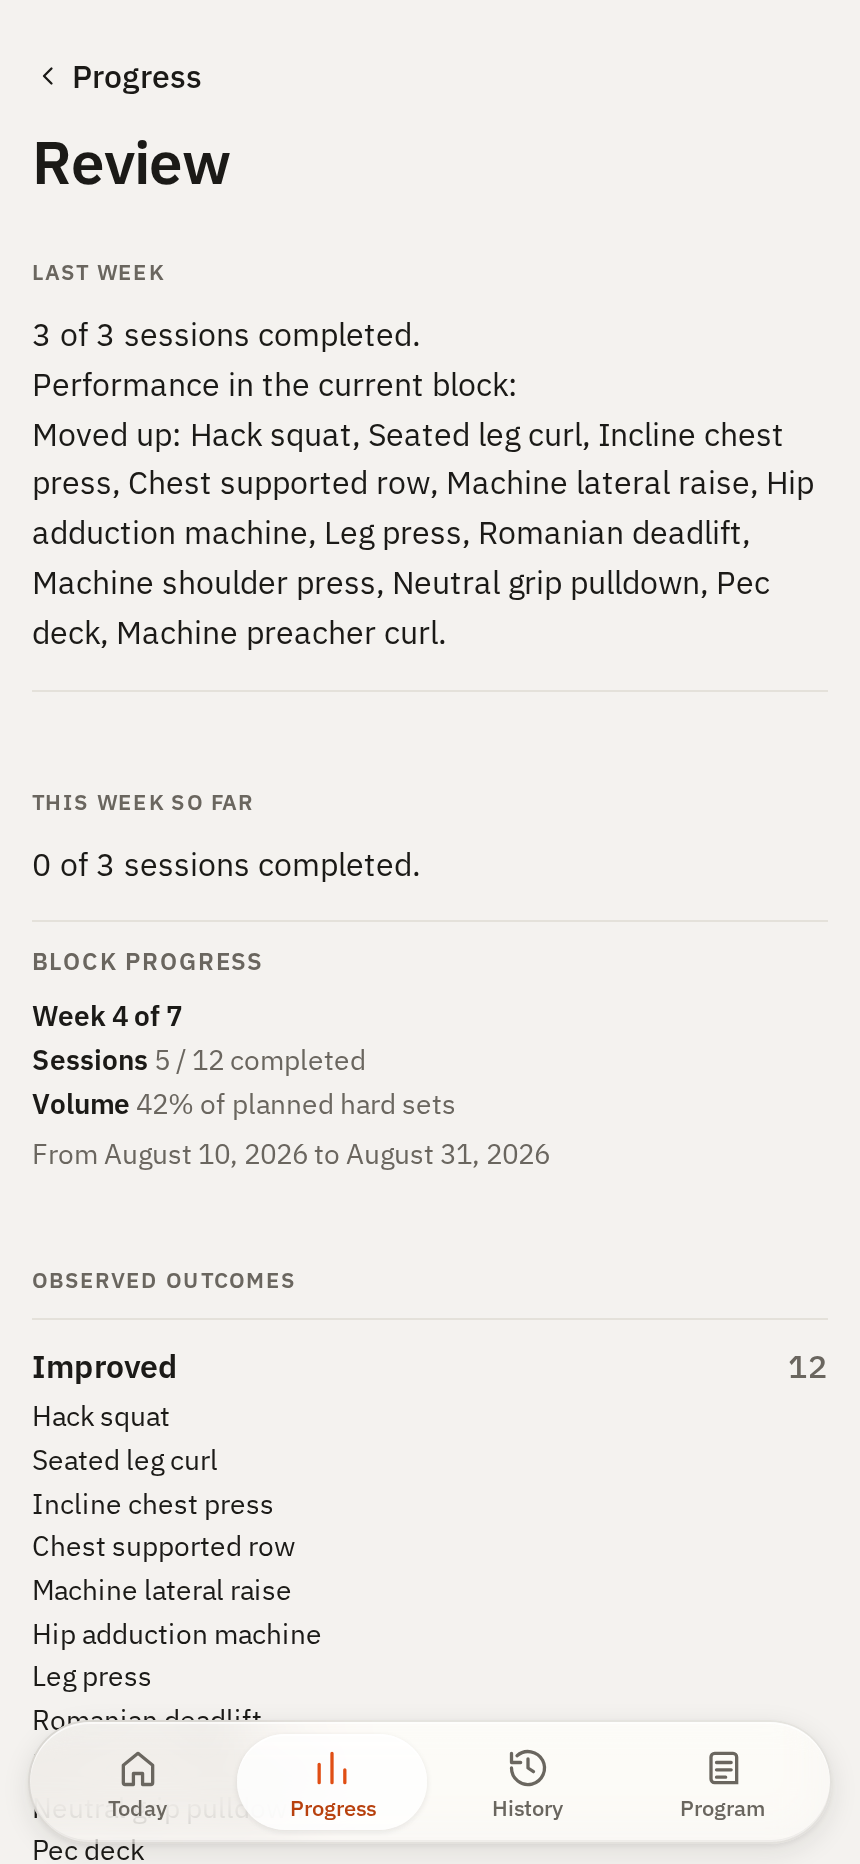 Progress
Review
LAST WEEK
3 of 3 sessions completed.
Performance in the current block:
Moved up: Hack squat, Seated leg curl, Incline chest
press, Chest supported row, Machine lateral raise, Hip
adduction machine, Leg press, Romanian deadlift,
Machine shoulder press, Neutral grip pulldown, Pec
deck, Machine preacher curl.
THIS WEEK SO FAR
0 of 3 sessions completed.
BLOCK PROGRESS
Week 4 of 7
Sessions 5 / 12 completed
Volume 42% of planned hard sets
From August 10, 2026 to August 31, 2026
OBSERVED OUTCOMES
Improved 12
Hack squat
Seated leg curl
Incline chest press
Chest supported row
Machine lateral raise
Hip adduction machine
Leg press
Romanian deadlift
Neutral grip
Today Progress History Program
Pec deck